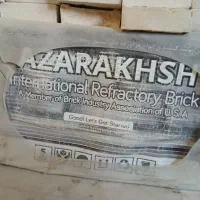 AZARAKHSH
International Refractory Brick
A Member of Brick Industry Association of U.S.A
Good! Let's Get Started